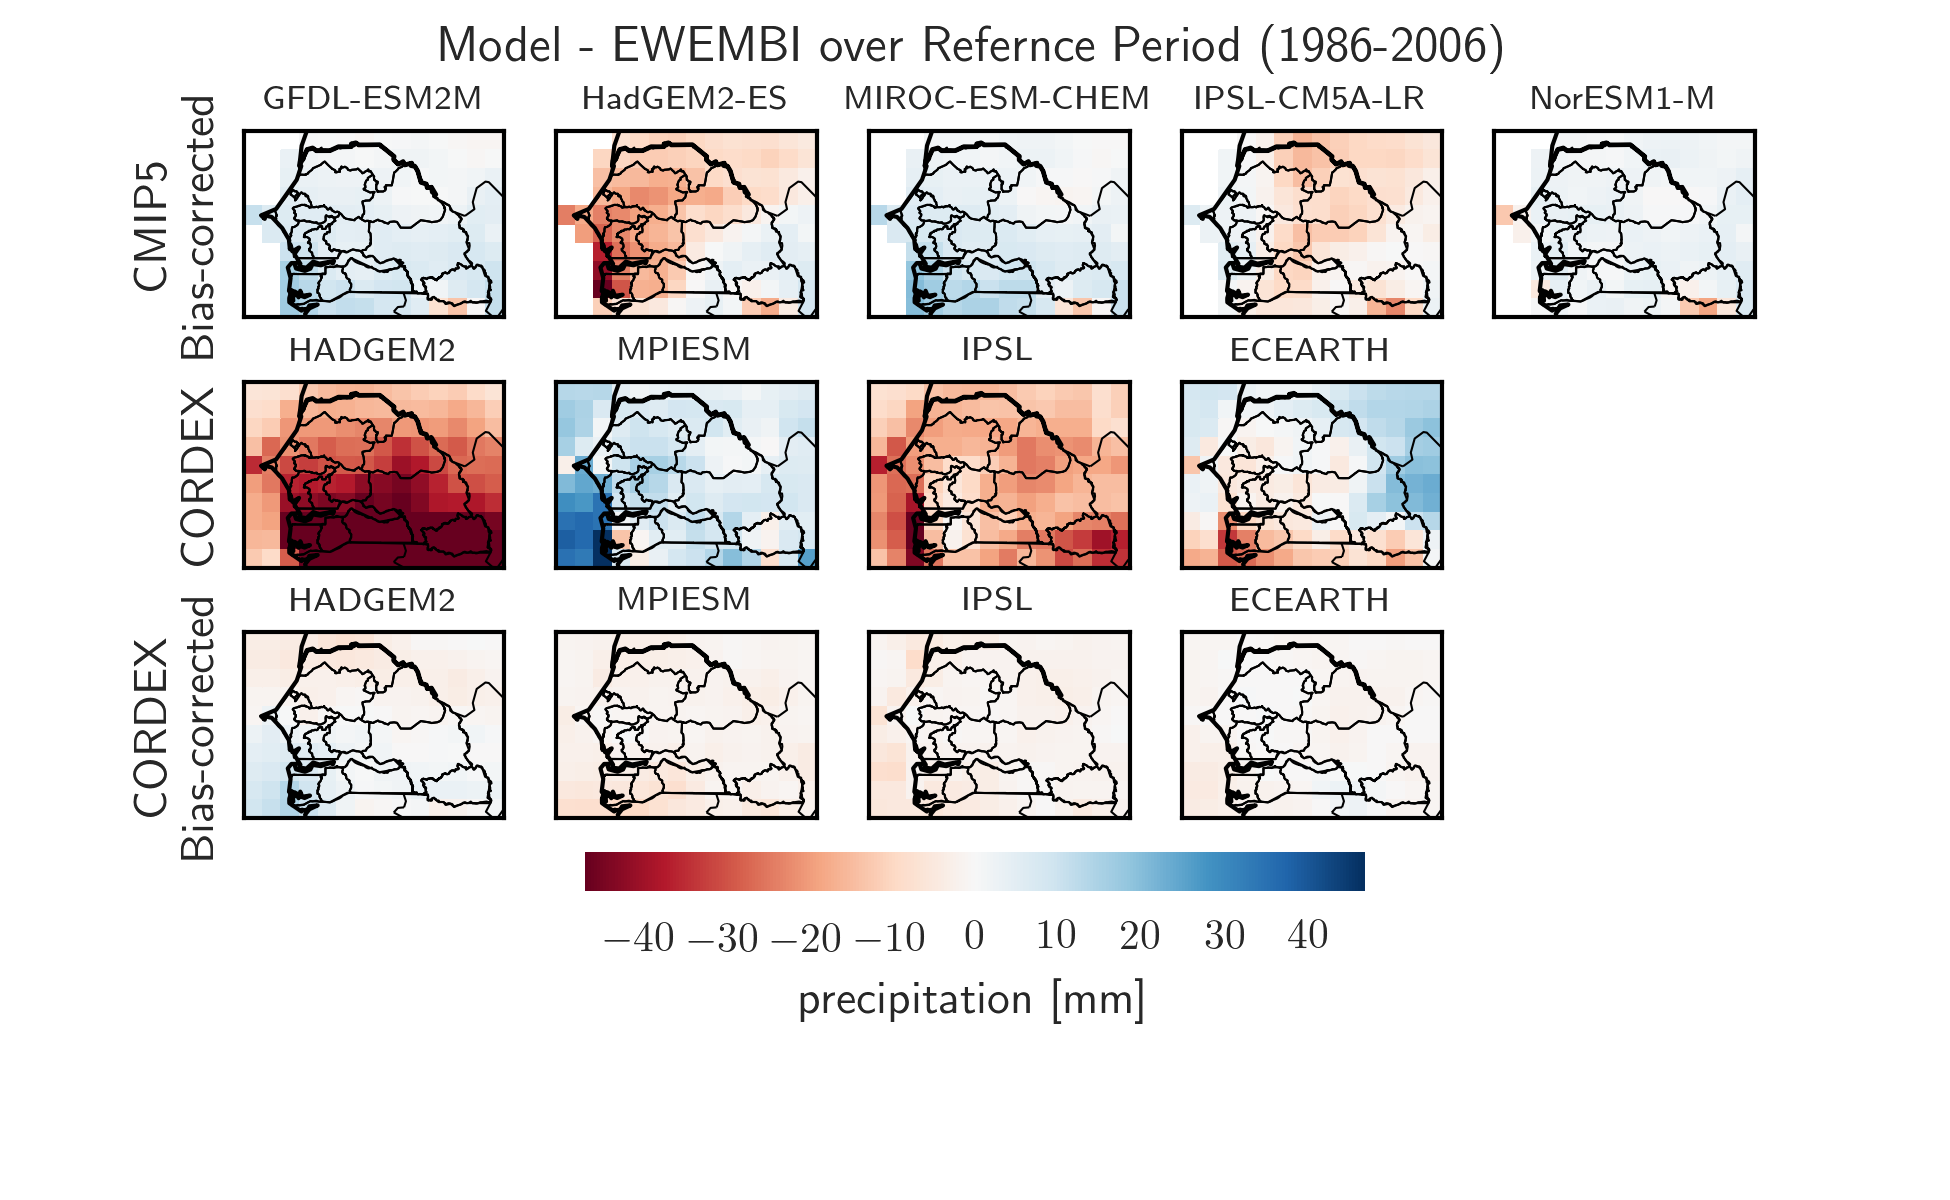 Model - EWEMBI over Refernce Period (1986-2006)
CMIP5
Bias-corrected
GFDL-ESM2M
HadGEM2-ES
MIROC-ESM-CHEM
IPSL-CM5A-LR
NorESM1-M
CORDEX
HADGEM2
MPIESM
IPSL
ECEARTH
CORDEX
Bias-corrected
HADGEM2
MPIESM
IPSL
ECEARTH
−40 −30 −20 −10 0 10 20 30 40
precipitation [mm]